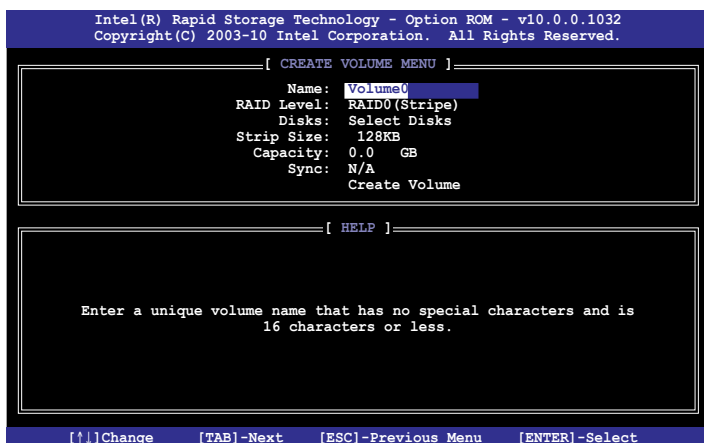 Intel(R) Rapid Storage Technology - Option ROM - v10.0.0.1032
Copyright(C) 2003-10 Intel Corporation.  All Rights Reserved.
[ CREATE VOLUME MENU ]
Name: Volume0
RAID Level: RAID0(Stripe)
Disks: Select Disks
Strip Size: 128KB
Capacity: 0.0 GB
Sync: N/A
Create Volume
[ HELP ]
Enter a unique volume name that has no special characters and is
16 characters or less.
[↑↓]Change [TAB]-Next [ESC]-Previous Menu [ENTER]-Select